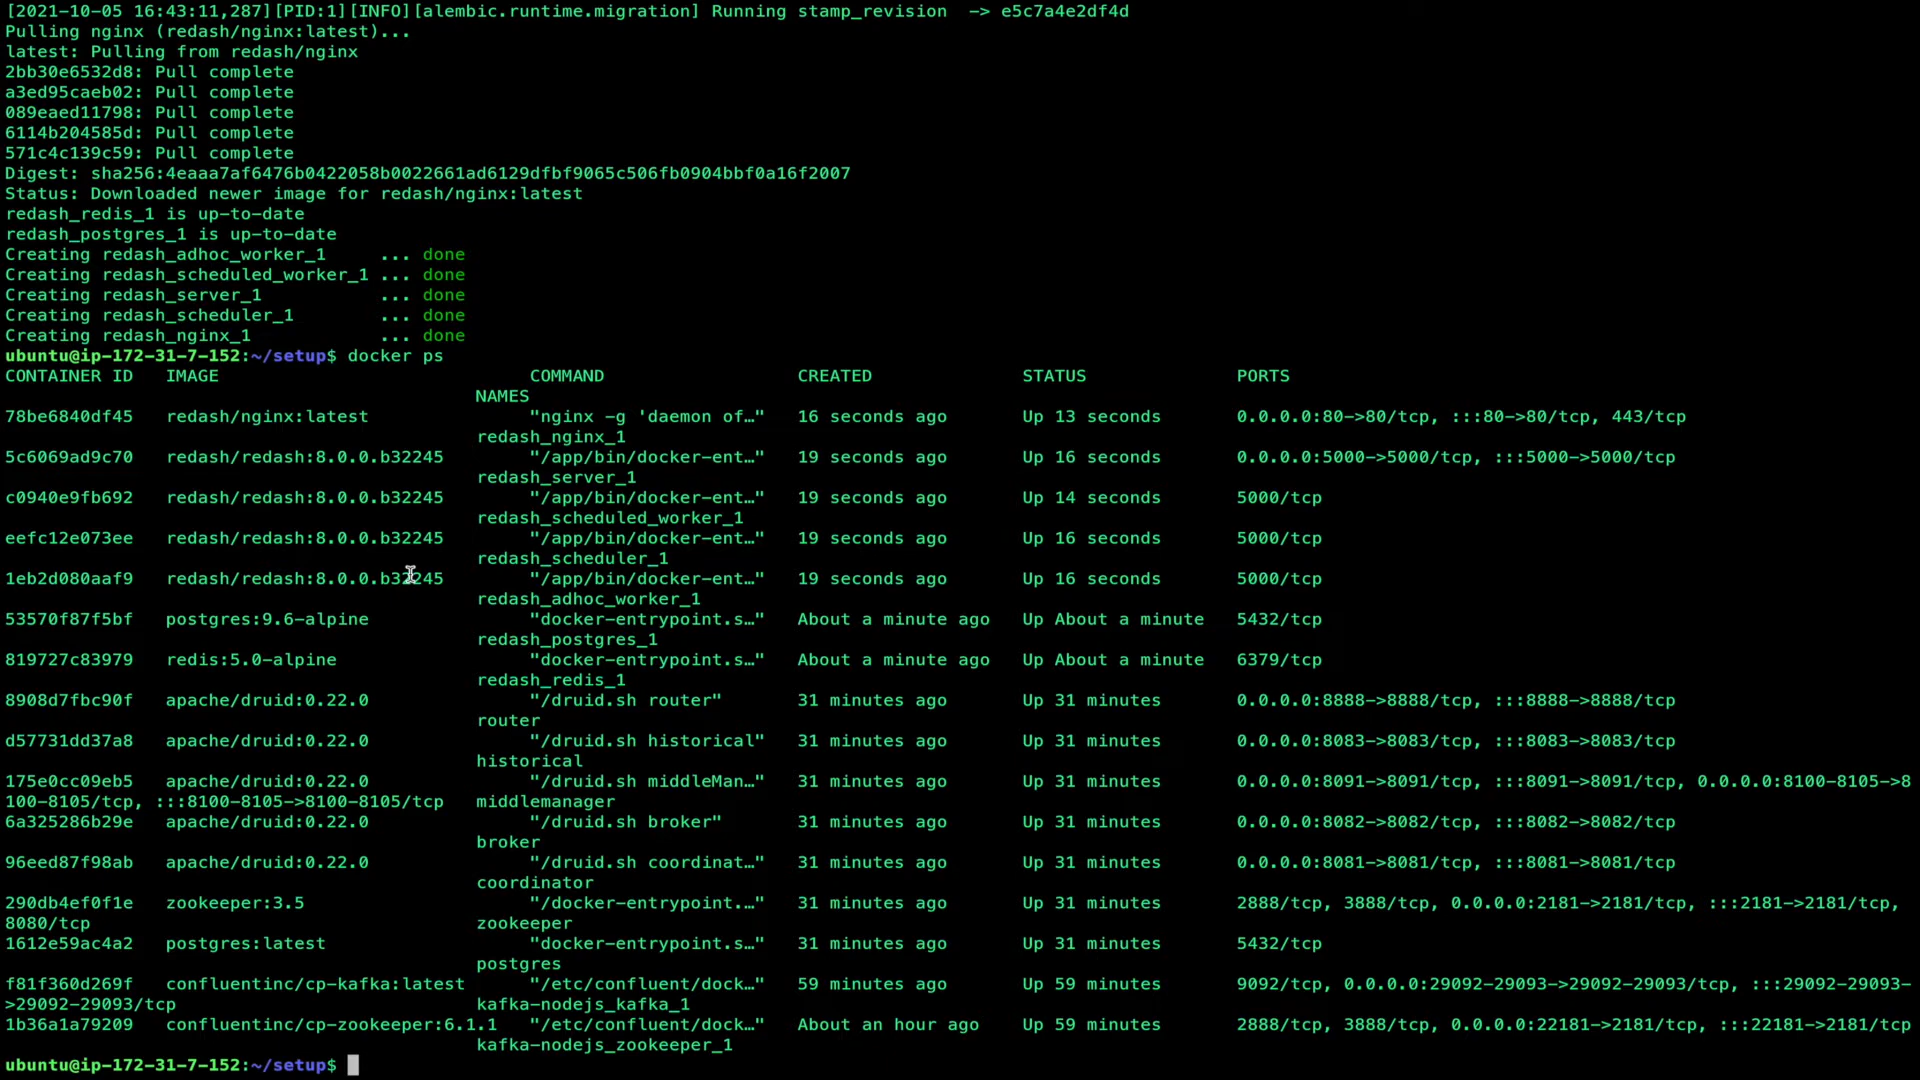 [2021-10-05 16:43:11,287][PID:1][INFO][alembic.runtime.migration] Running stamp_revision  -> e5c7a4e2df4d
Pulling nginx (redash/nginx:latest)...
latest: Pulling from redash/nginx
2bb30e6532d8: Pull complete
a3ed95caeb02: Pull complete
089eaed11798: Pull complete
6114b204585d: Pull complete
571c4c139c59: Pull complete
Digest: sha256:4eaaa7af6476b0422058b0022661ad6129dfbf9065c506fb0904bbf0a16f2007
Status: Downloaded newer image for redash/nginx:latest
redash_redis_1 is up-to-date
redash_postgres_1 is up-to-date
Creating redash_adhoc_worker_1     ... done
Creating redash_scheduled_worker_1 ... done
Creating redash_server_1           ... done
Creating redash_scheduler_1        ... done
Creating redash_nginx_1            ... done
ubuntu@ip-172-31-7-152:~/setup$ docker ps
CONTAINER ID   IMAGE                             COMMAND                  CREATED              STATUS              PORTS
NAMES
78be6840df45   redash/nginx:latest               "nginx -g 'daemon of…"   16 seconds ago       Up 13 seconds       0.0.0.0:80->80/tcp, :::80->80/tcp, 443/tcp
redash_nginx_1
5c6069ad9c70   redash/redash:8.0.0.b32245        "/app/bin/docker-ent…"   19 seconds ago       Up 16 seconds       0.0.0.0:5000->5000/tcp, :::5000->5000/tcp
redash_server_1
c0940e9fb692   redash/redash:8.0.0.b32245        "/app/bin/docker-ent…"   19 seconds ago       Up 14 seconds       5000/tcp
redash_scheduled_worker_1
eefc12e073ee   redash/redash:8.0.0.b32245        "/app/bin/docker-ent…"   19 seconds ago       Up 16 seconds       5000/tcp
redash_scheduler_1
1eb2d080aaf9   redash/redash:8.0.0.b32245        "/app/bin/docker-ent…"   19 seconds ago       Up 16 seconds       5000/tcp
redash_adhoc_worker_1
53570f87f5bf   postgres:9.6-alpine               "docker-entrypoint.s…"   About a minute ago   Up About a minute   5432/tcp
redash_postgres_1
819727c83979   redis:5.0-alpine                  "docker-entrypoint.s…"   About a minute ago   Up About a minute   6379/tcp
redash_redis_1
8908d7fbc90f   apache/druid:0.22.0               "/druid.sh router"       31 minutes ago       Up 31 minutes       0.0.0.0:8888->8888/tcp, :::8888->8888/tcp
router
d57731dd37a8   apache/druid:0.22.0               "/druid.sh historical"   31 minutes ago       Up 31 minutes       0.0.0.0:8083->8083/tcp, :::8083->8083/tcp
historical
175e0cc09eb5   apache/druid:0.22.0               "/druid.sh middleMan…"   31 minutes ago       Up 31 minutes       0.0.0.0:8091->8091/tcp, :::8091->8091/tcp, 0.0.0.0:8100-8105->8
100-8105/tcp, :::8100-8105->8100-8105/tcp   middlemanager
6a325286b29e   apache/druid:0.22.0               "/druid.sh broker"       31 minutes ago       Up 31 minutes       0.0.0.0:8082->8082/tcp, :::8082->8082/tcp
broker
96eed87f98ab   apache/druid:0.22.0               "/druid.sh coordinat…"   31 minutes ago       Up 31 minutes       0.0.0.0:8081->8081/tcp, :::8081->8081/tcp
coordinator
290db4ef0f1e   zookeeper:3.5                     "/docker-entrypoint.…"   31 minutes ago       Up 31 minutes       2888/tcp, 3888/tcp, 0.0.0.0:2181->2181/tcp, :::2181->2181/tcp,
8080/tcp                                    zookeeper
1612e59ac4a2   postgres:latest                   "docker-entrypoint.s…"   31 minutes ago       Up 31 minutes       5432/tcp
postgres
f81f360d269f   confluentinc/cp-kafka:latest      "/etc/confluent/dock…"   59 minutes ago       Up 59 minutes       9092/tcp, 0.0.0.0:29092-29093->29092-29093/tcp, :::29092-29093-
>29092-29093/tcp                            kafka-nodejs_kafka_1
1b36a1a79209   confluentinc/cp-zookeeper:6.1.1   "/etc/confluent/dock…"   About an hour ago    Up 59 minutes       2888/tcp, 3888/tcp, 0.0.0.0:22181->2181/tcp, :::22181->2181/tcp
kafka-nodejs_zookeeper_1
ubuntu@ip-172-31-7-152:~/setup$